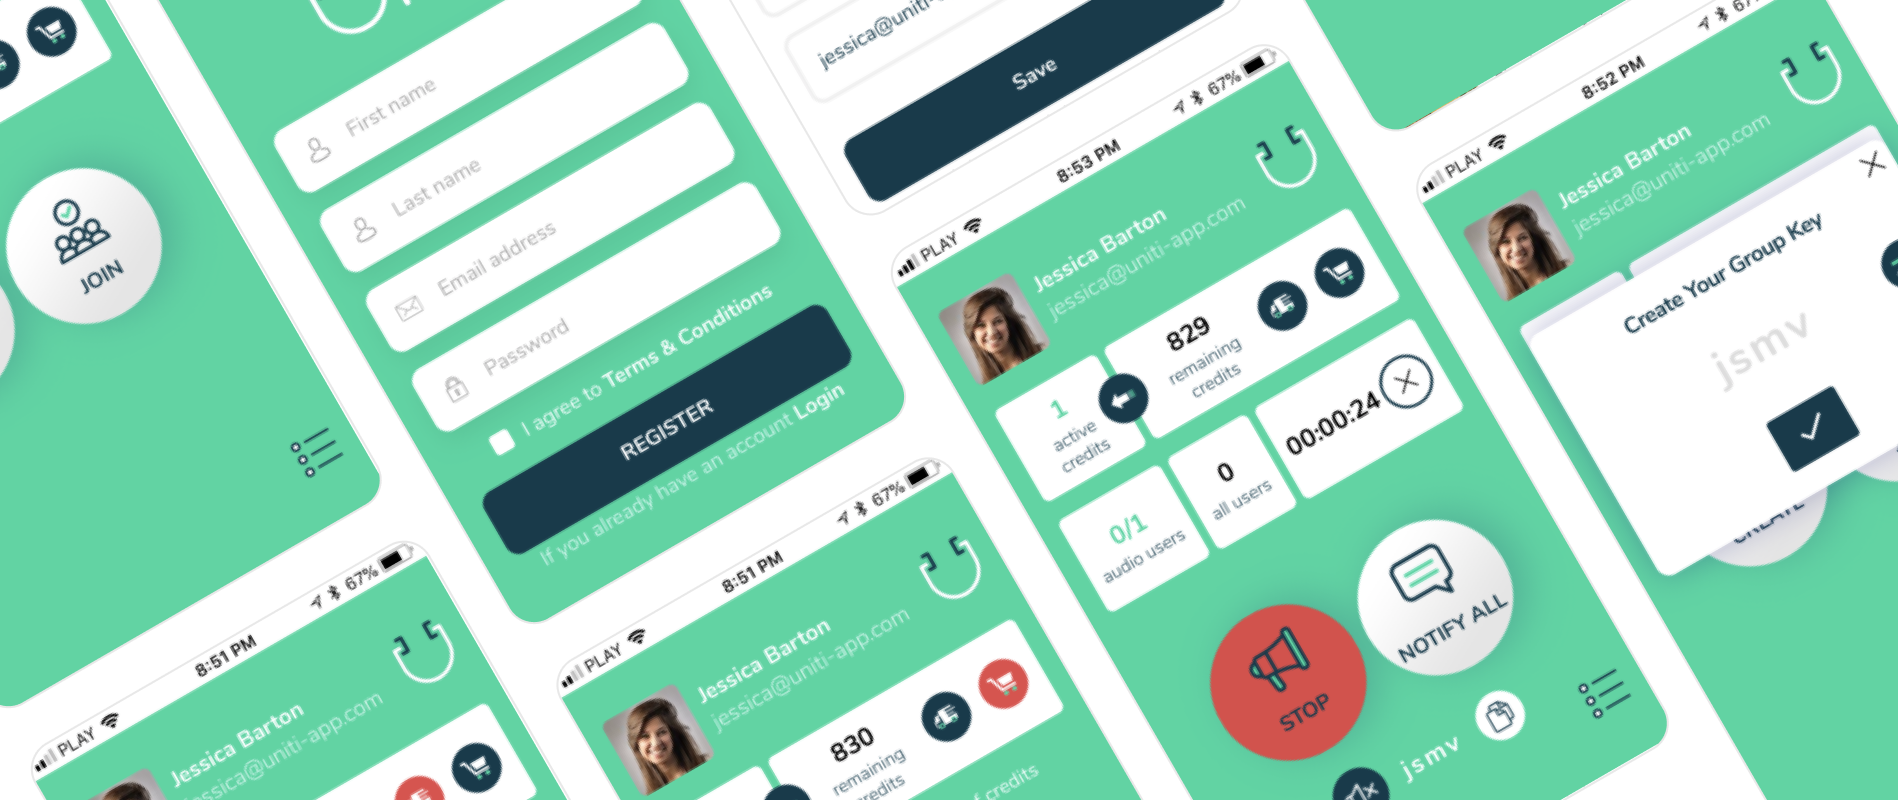 JOIN
First name
Last name
Email address
Password
I agree to Terms & Conditions
REGISTER
If you already have an account Login
jessica@uniti-
Save
PLAY
8:53 PM
67%
Jessica Barton
jessica@uniti-app.com
1
active
credits
829
remaining
credits
0/1
audio users
0
all users
00:00:24
STOP
NOTIFY ALL
jsmv
PLAY
8:52 PM
67%
Jessica Barton
jessica@uniti-app.com
Create Your Group Key
jsmv
CREATE
PLAY
8:51 PM
67%
Jessica Barton
jessica@uniti-app.com
PLAY
8:51 PM
67%
Jessica Barton
jessica@uniti-app.com
830
remaining
credits
credits